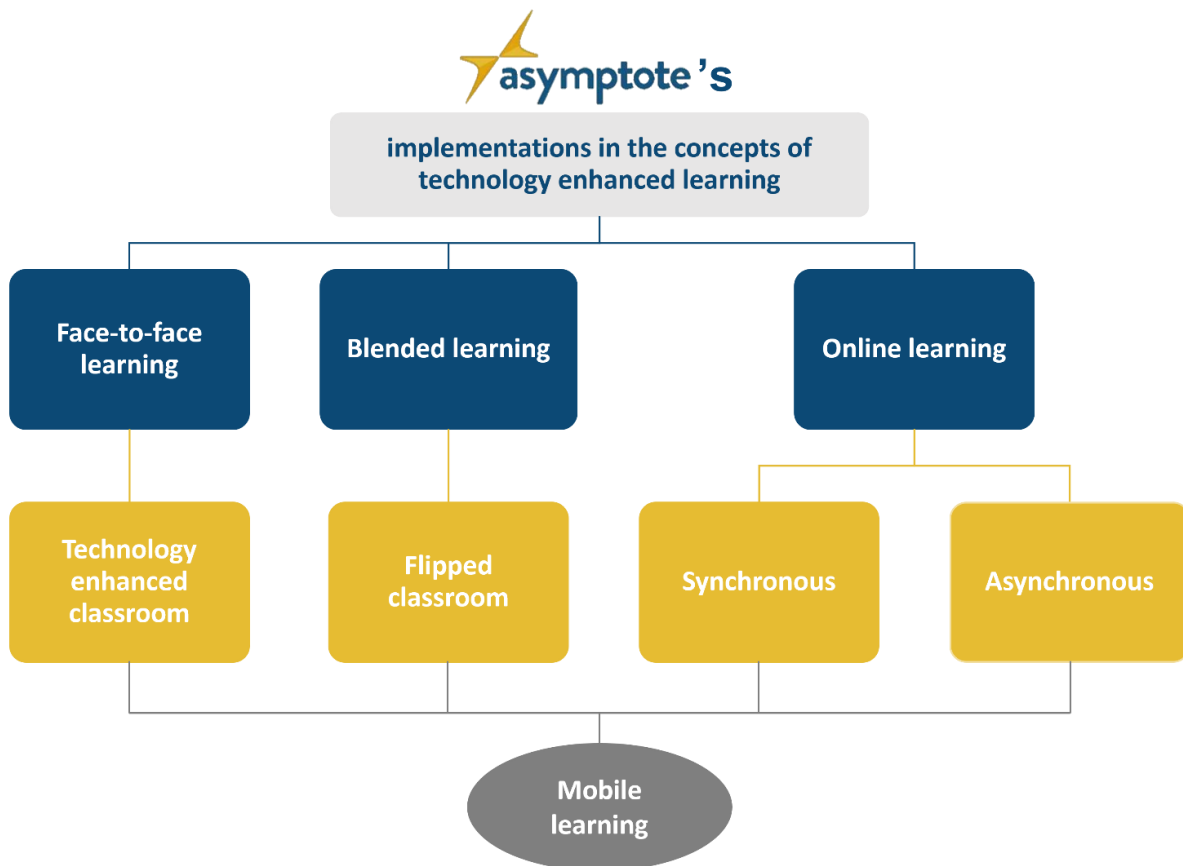 asymptote's
implementations in the concepts of
technology enhanced learning
Face-to-face
learning
Blended learning
Online learning
Technology
enhanced
classroom
Flipped
classroom
Synchronous
Asynchronous
Mobile
learning